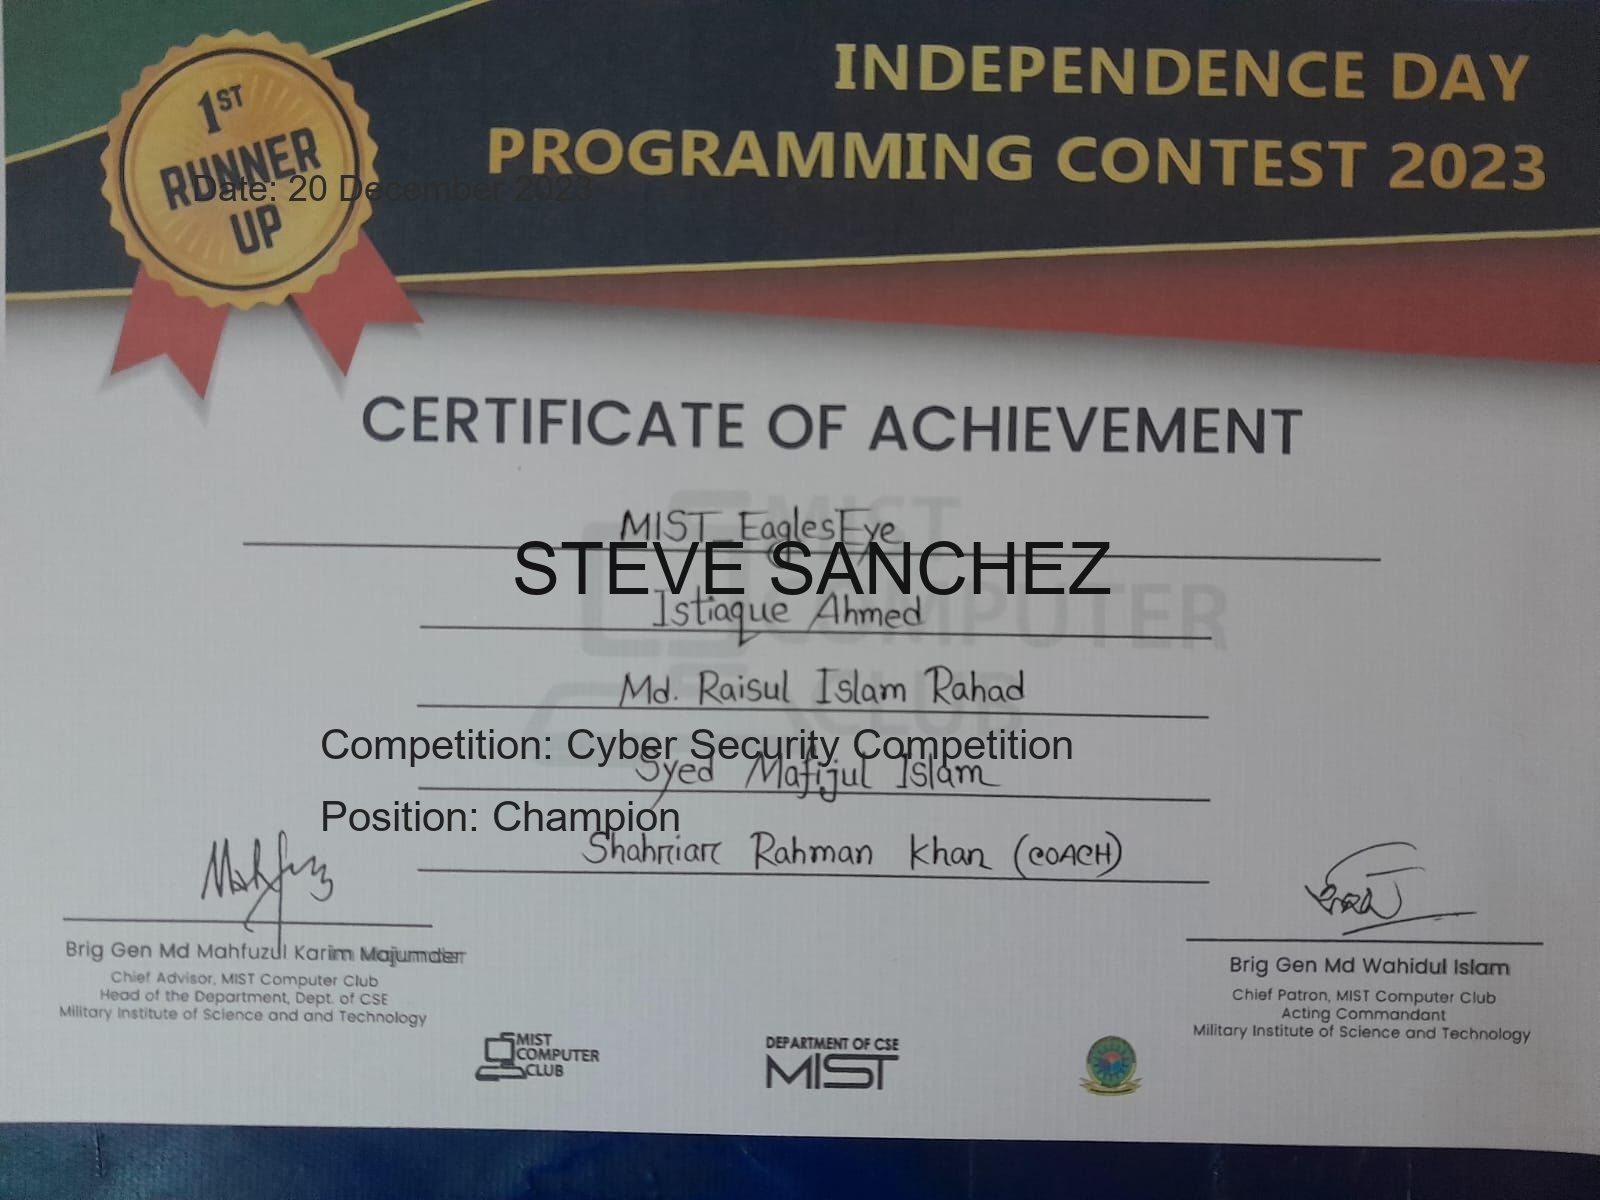 INDEPENDENCE DAY
PROGRAMMING CONTEST 2023
1ST
RUNNER
UP
Date: 20 December 2023
CERTIFICATE OF ACHIEVEMENT
MIST
COMPUTER
CLUB
MIST_EaglesEye
STEVE SANCHEZ
Istiaque Ahmed
Md. Raisul Islam Rahad
Competition: Cyber Security Competition
Syed Mafijul Islam
Position: Champion
Shahriar Rahman Khan (COACH)
Brig Gen Md Mahfuzul Karim Majumder
Chief Advisor, MIST Computer Club
Head of the Department, Dept. of CSE
Military Institute of Science and and Technology
Brig Gen Md Wahidul Islam
Chief Patron, MIST Computer Club
Acting Commandant
Military Institute of Science and Technology
MIST
COMPUTER
CLUB
DEPARTMENT OF CSE
MIST